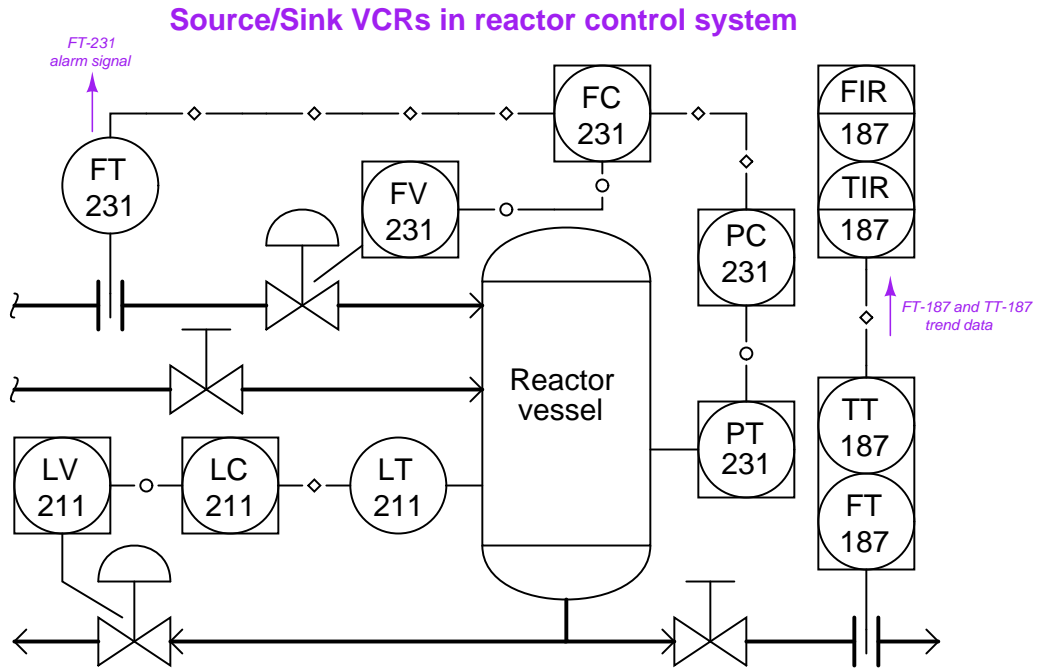 Source/Sink VCRs in reactor control system
FT-231
alarm signal
FC
231
FIR
187
FT
231
FV
231
TIR
187
PC
231
FT-187 and TT-187
trend data
Reactor
vessel
TT
187
PT
231
LV
211
LC
211
LT
211
FT
187